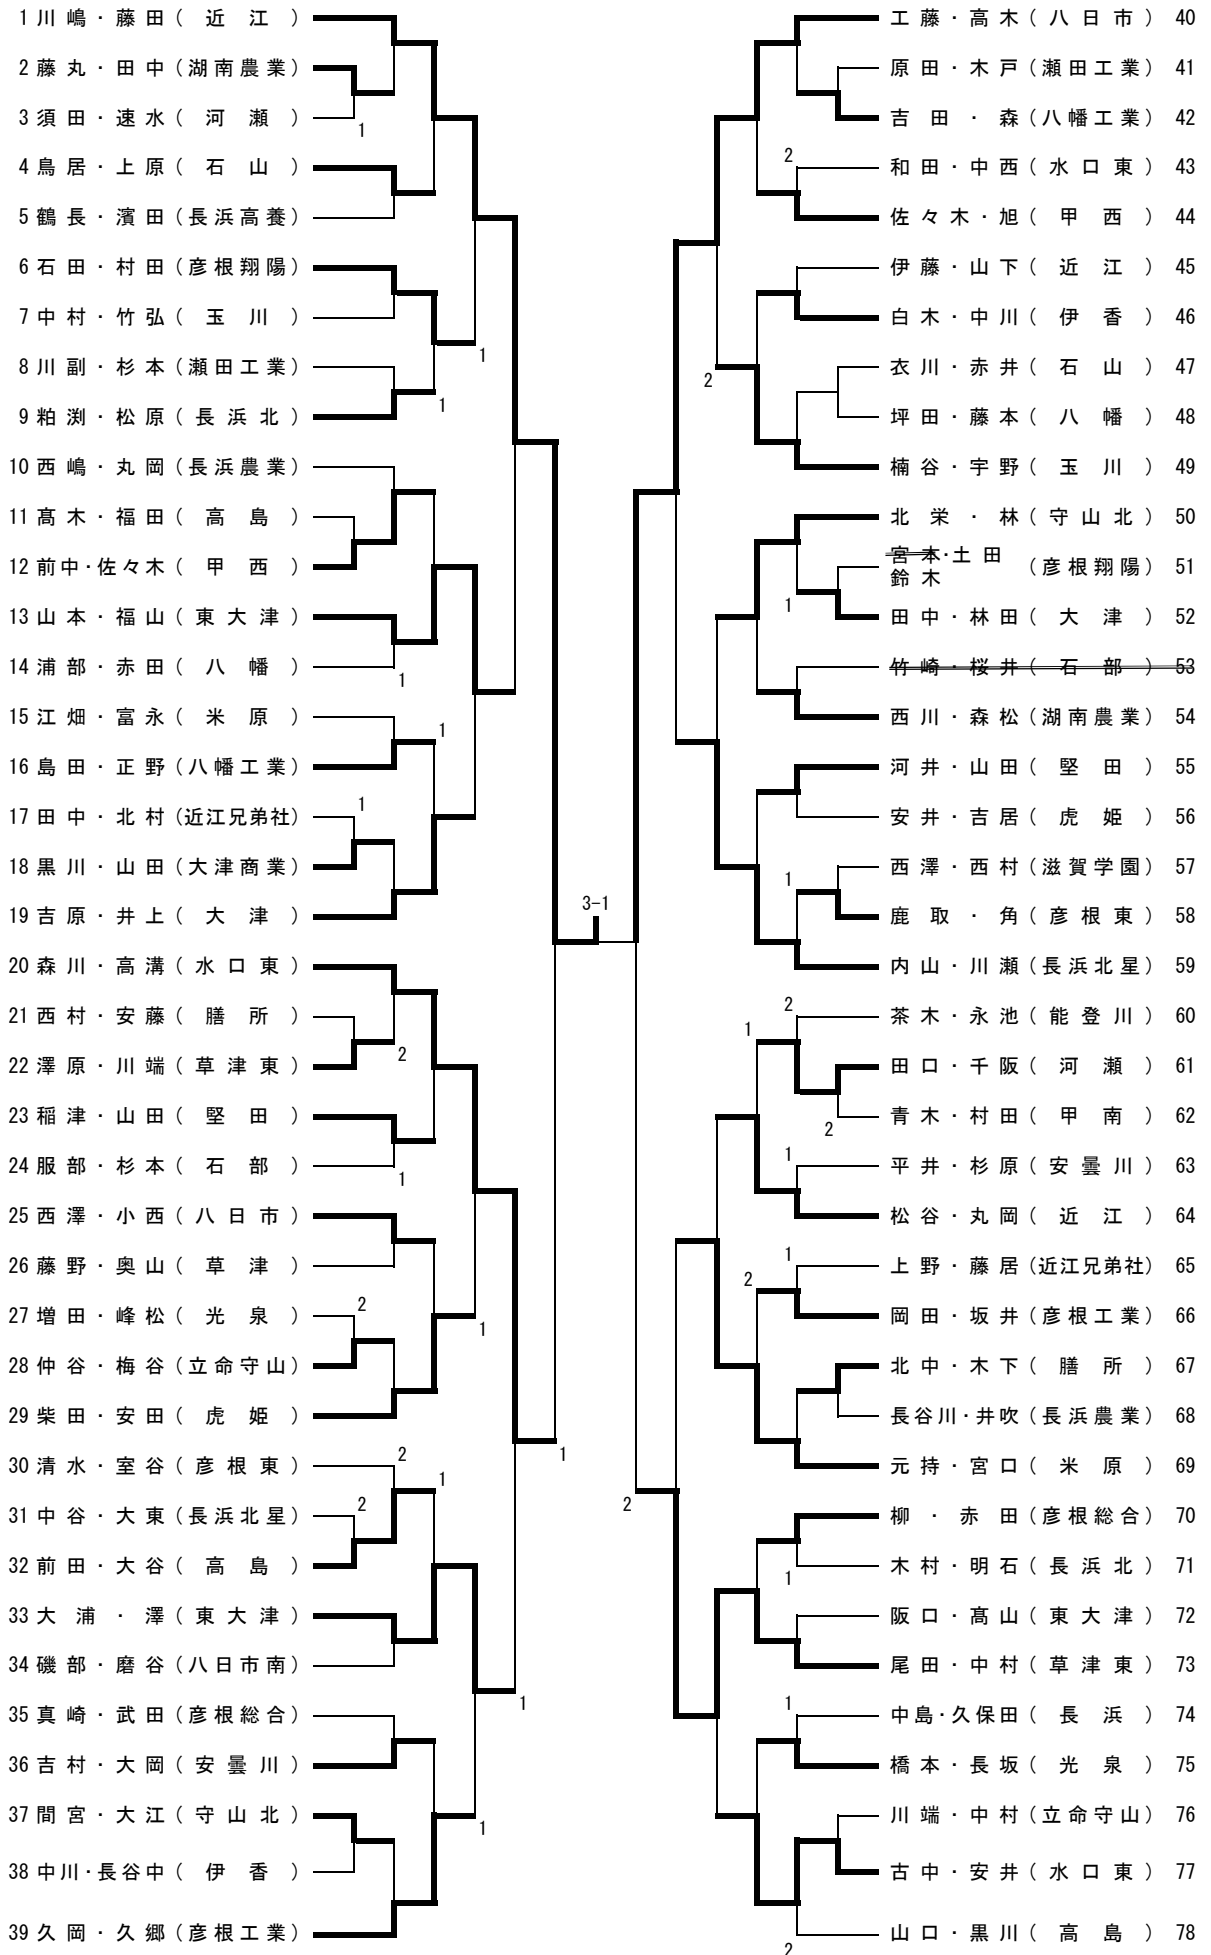 1 川嶋・藤田（近江）
2 藤丸・田中（湖南農業）
3 須田・速水（河瀬）
1
4 鳥居・上原（石山）
5 鶴長・濱田（長浜高養）
6 石田・村田（彦根翔陽）
7 中村・竹弘（玉川）
1
8 川副・杉本（瀬田工業）
1
9 粕渕・松原（長浜北）
10 西嶋・丸岡（長浜農業）
11 髙木・福田（高島）
12 前中・佐々木（甲西）
13 山本・福山（東大津）
14 浦部・赤田（八幡）
1
15 江畑・富永（米原）
1
16 島田・正野（八幡工業）
1
17 田中・北村（近江兄弟社）
18 黒川・山田（大津商業）
19 吉原・井上（大津）
20 森川・高溝（水口東）
21 西村・安藤（膳所）
2
22 澤原・川端（草津東）
23 稲津・山田（堅田）
24 服部・杉本（石部）
1
25 西澤・小西（八日市）
26 藤野・奥山（草津）
2
27 増田・峰松（光泉）
1
28 仲谷・梅谷（立命守山）
29 柴田・安田（虎姫）
1
2
30 清水・室谷（彦根東）
1
2
31 中谷・大東（長浜北星）
32 前田・大谷（高島）
33 大浦・澤（東大津）
34 磯部・磨谷（八日市南）
1
35 真崎・武田（彦根総合）
36 吉村・大岡（安曇川）
37 間宮・大江（守山北）
1
38 中川・長谷中（伊香）
39 久岡・久郷（彦根工業）
3-1
工藤・高木（八日市） 40
原田・木戸（瀬田工業） 41
吉田・森（八幡工業） 42
2
和田・中西（水口東） 43
佐々木・旭（甲西） 44
伊藤・山下（近江） 45
白木・中川（伊香） 46
衣川・赤井（石山） 47
2
坪田・藤本（八幡） 48
楠谷・宇野（玉川） 49
北栄・林（守山北） 50
宮本・土田
鈴木
（彦根翔陽） 51
1
田中・林田（大津） 52
竹崎・桜井（石部） 53
西川・森松（湖南農業） 54
河井・山田（堅田） 55
安井・吉居（虎姫） 56
西澤・西村（滋賀学園） 57
1
鹿取・角（彦根東） 58
内山・川瀬（長浜北星） 59
2
茶木・永池（能登川） 60
1
田口・千阪（河瀬） 61
青木・村田（甲南） 62
2
1
平井・杉原（安曇川） 63
松谷・丸岡（近江） 64
1
上野・藤居（近江兄弟社） 65
2
岡田・坂井（彦根工業） 66
北中・木下（膳所） 67
長谷川・井吹（長浜農業） 68
元持・宮口（米原） 69
2
柳・赤田（彦根総合） 70
木村・明石（長浜北） 71
1
阪口・髙山（東大津） 72
尾田・中村（草津東） 73
1
中島・久保田（長浜） 74
橋本・長坂（光泉） 75
川端・中村（立命守山） 76
古中・安井（水口東） 77
山口・黒川（高島） 78
2